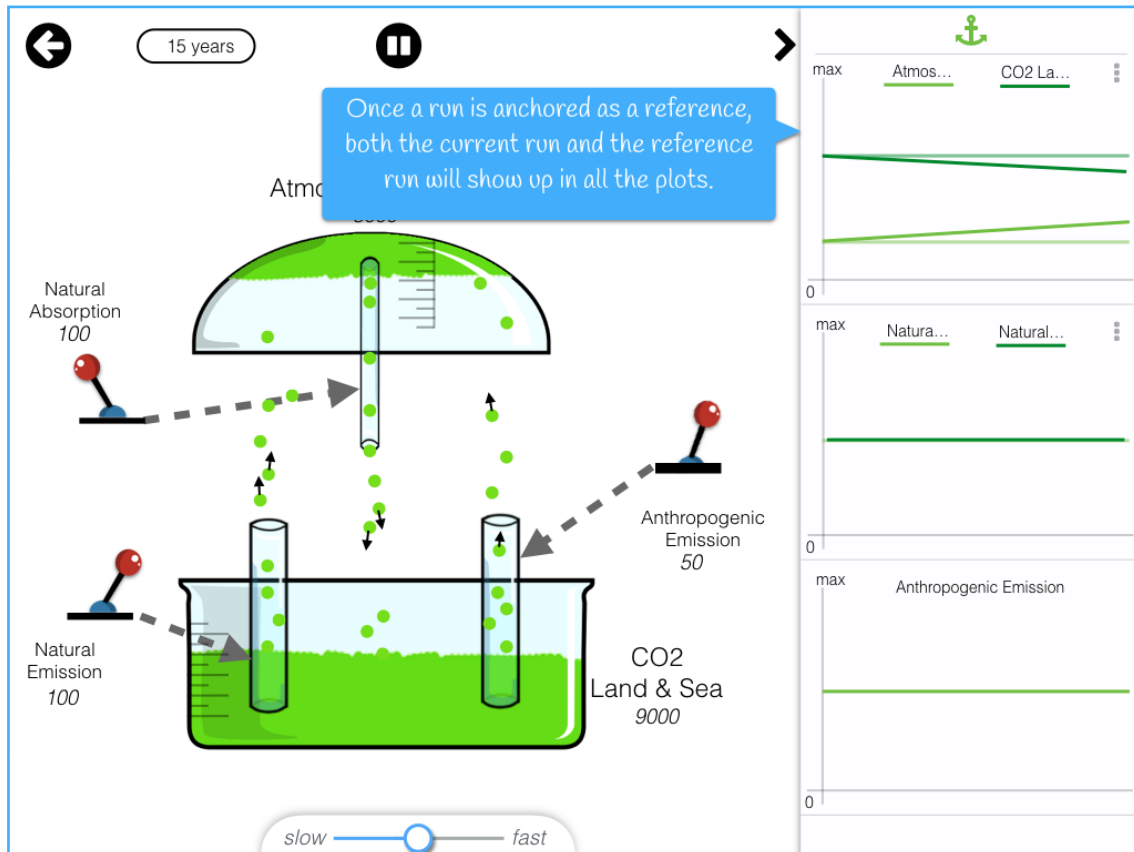 15 years
Once a run is anchored as a reference,
both the current run and the reference
run will show up in all the plots.
Natural
Absorption
100
Anthropogenic
Emission
50
Natural
Emission
100
CO2
Land & Sea
9000
slow
fast
max
Atmos...
CO2 La...
0
max
Natura...
Natural...
0
max
Anthropogenic Emission
0